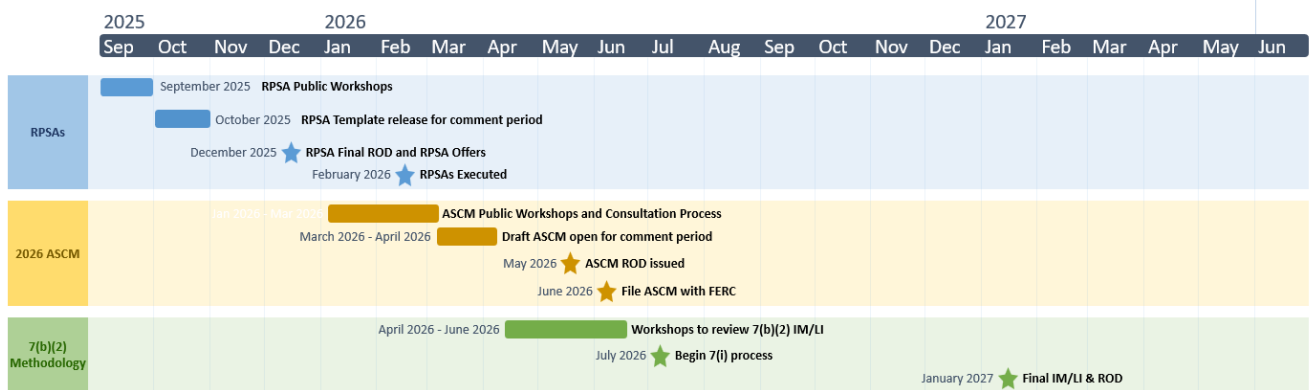 2025 2026 2027
Sep Oct Nov Dec Jan Feb Mar Apr May Jun Jul Aug Sep Oct Nov Dec Jan Feb Mar Apr May Jun
RPSAs
September 2025 RPSA Public Workshops
October 2025 RPSA Template release for comment period
December 2025 RPSA Final ROD and RPSA Offers
February 2026 RPSAs Executed
2026 ASCM
Jan 2026 - Mar 2026 ASCM Public Workshops and Consultation Process
March 2026 - April 2026 Draft ASCM open for comment period
May 2026 ASCM ROD issued
June 2026 File ASCM with FERC
7(b)(2)
Methodology
April 2026 - June 2026 Workshops to review 7(b)(2) IM/LI
July 2026 Begin 7(i) process
January 2027 Final IM/LI & ROD